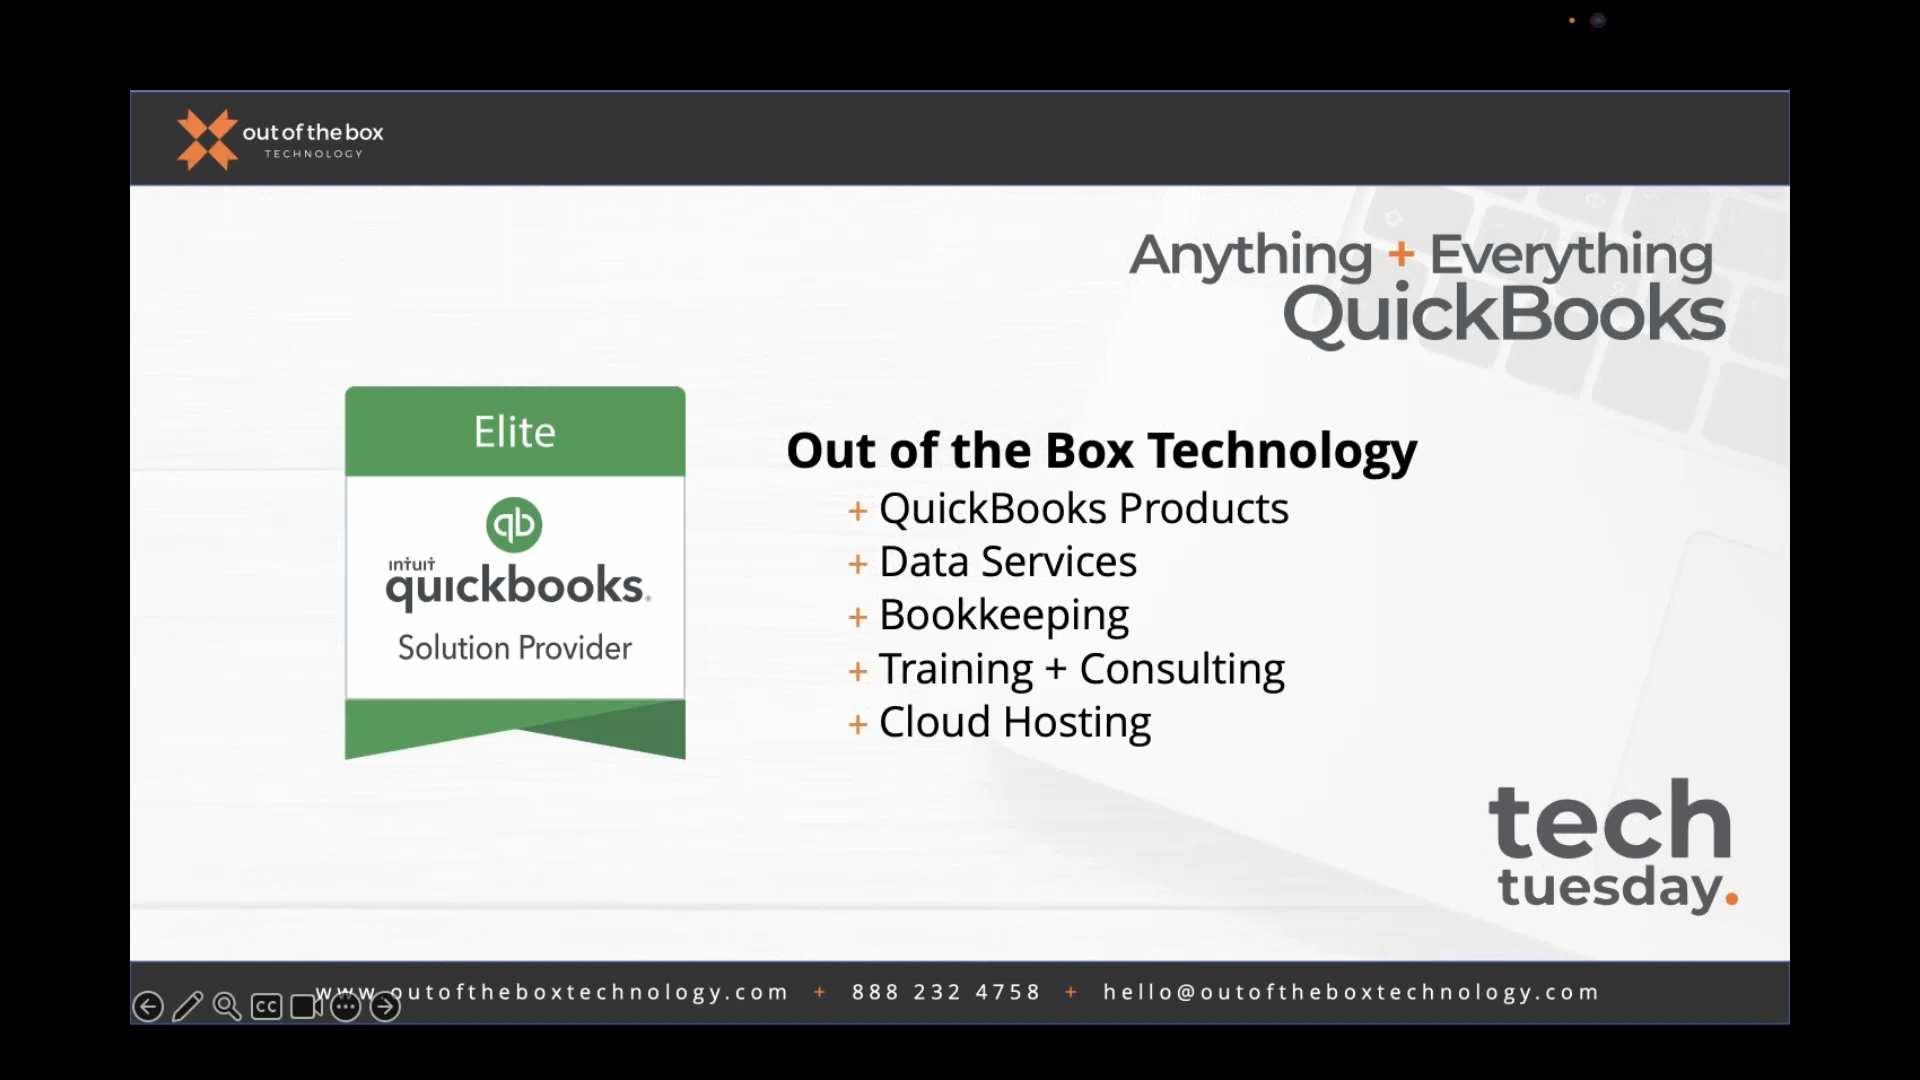 out of the box
TECHNOLOGY
Anything + Everything
QuickBooks
Elite
qb
intuit
quickbooks®
Solution Provider
Out of the Box Technology
+ QuickBooks Products
+ Data Services
+ Bookkeeping
+ Training + Consulting
+ Cloud Hosting
tech
tuesday.
www.outoftheboxtechnology.com + 888 232 4758 + hello@outoftheboxtechnology.com
CC